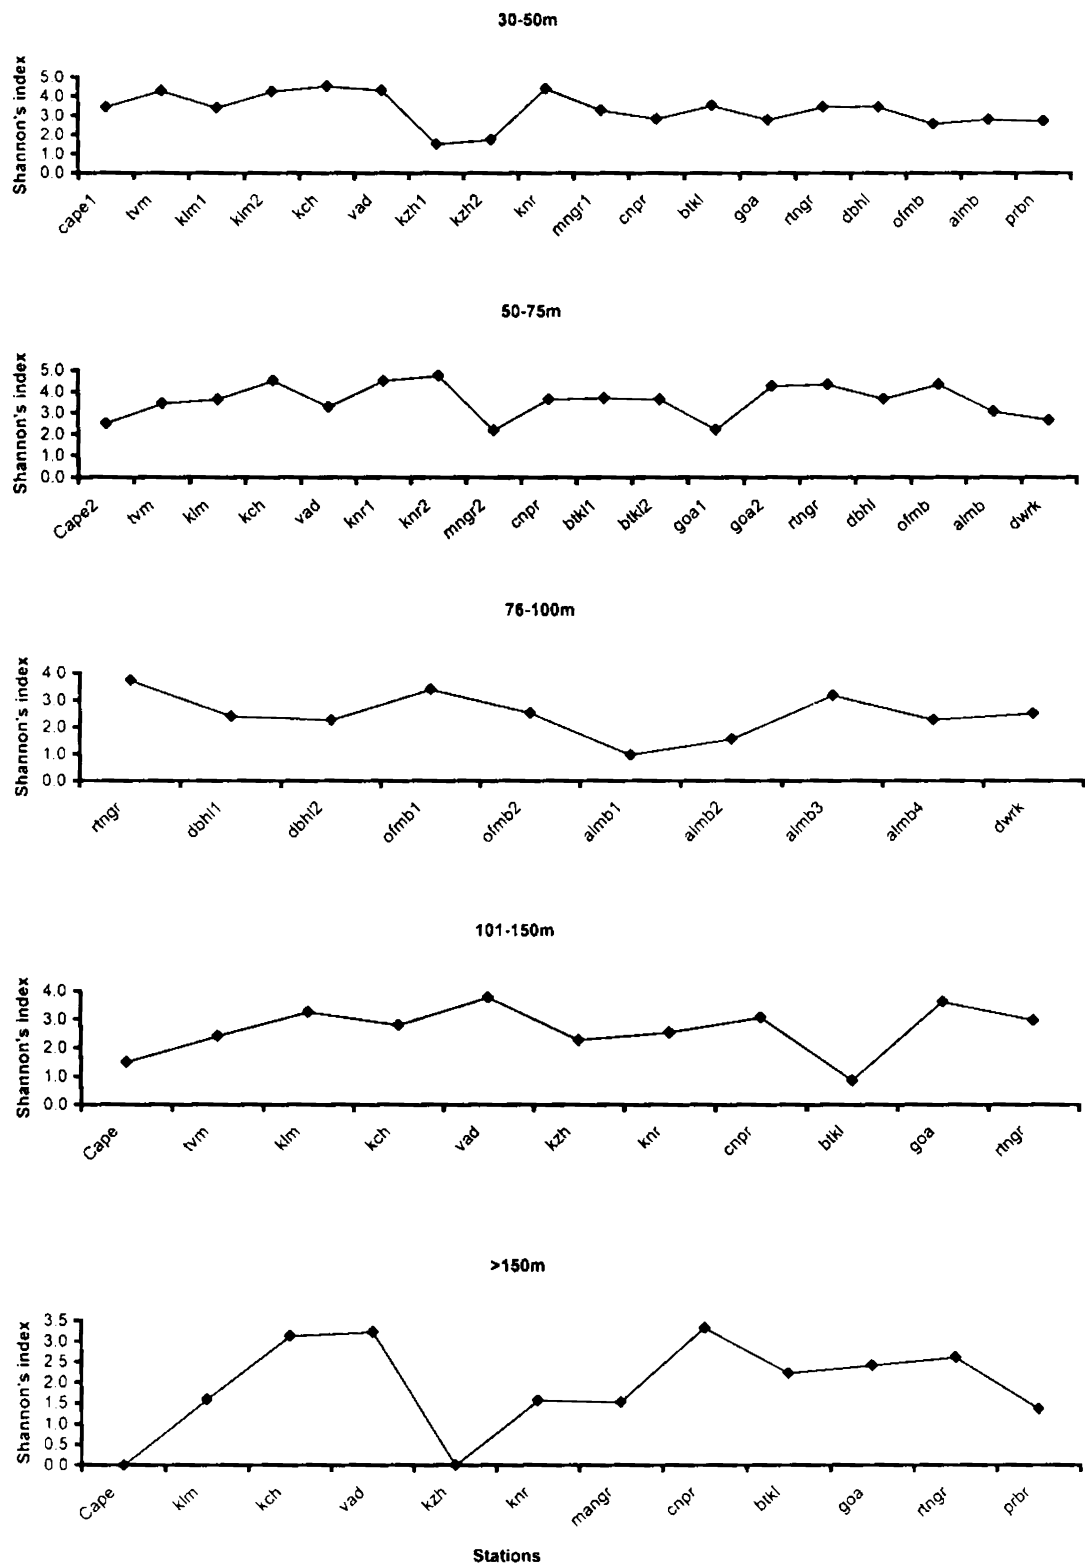 30-50m
Shannon's index
5.0
4.0
3.0
2.0
1.0
0.0
cape1 tvm klm1 klm2 kch vad kzh1 kzh2 knr mngr1 cnpr btkl goa rtngr dbhl ofmb almb prbn
50-75m
Shannon's index
5.0
4.0
3.0
2.0
1.0
0.0
Cape2 tvm klm kch vad knr1 knr2 mngr2 cnpr btkl1 btkl2 goa1 goa2 rtngr dbhl ofmb almb dwrk
76-100m
Shannon's index
4.0
3.0
2.0
1.0
0.0
rtngr dbhl1 dbhl2 ofmb1 ofmb2 almb1 almb2 almb3 almb4 dwrk
101-150m
Shannon's index
4.0
3.0
2.0
1.0
0.0
Cape tvm klm kch vad kzh knr cnpr btkl goa rtngr
>150m
Shannon's index
3.5
3.0
2.5
2.0
1.5
1.0
0.5
0.0
Cape klm kch vad kzh knr mangr cnpr btkl goa rtngr prbr
Stations